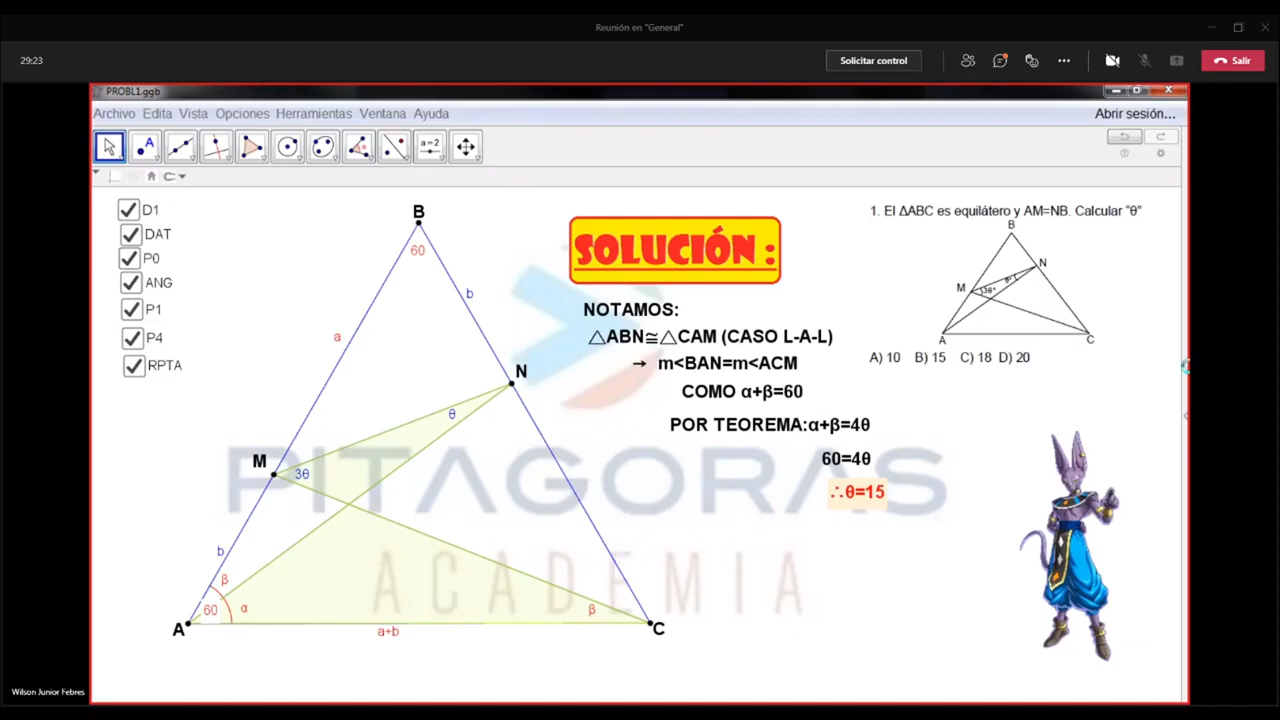 Reunión en "General"
29:23
Solicitar control
Salir
PROBL1.ggb
Archivo Edita Vista Opciones Herramientas Ventana Ayuda
Abrir sesión...
A
α
a=2
D1
DAT
P0
ANG
P1
P4
RPTA
B
60
b
a
N
θ
M
3θ
b
β
60
α
β
A
a+b
C
SOLUCIÓN :
NOTAMOS:
△ABN≅△CAM (CASO L-A-L)
→ m<BAN=m<ACM
COMO α+β=60
POR TEOREMA:α+β=4θ
60=4θ
∴θ=15
1. El ΔABC es equilátero y AM=NB. Calcular “θ”
B
N
θ°
M
3θ°
A
C
A) 10 B) 15 C) 18 D) 20
PITAGORAS
ACADEMIA
Wilson Junior Febres